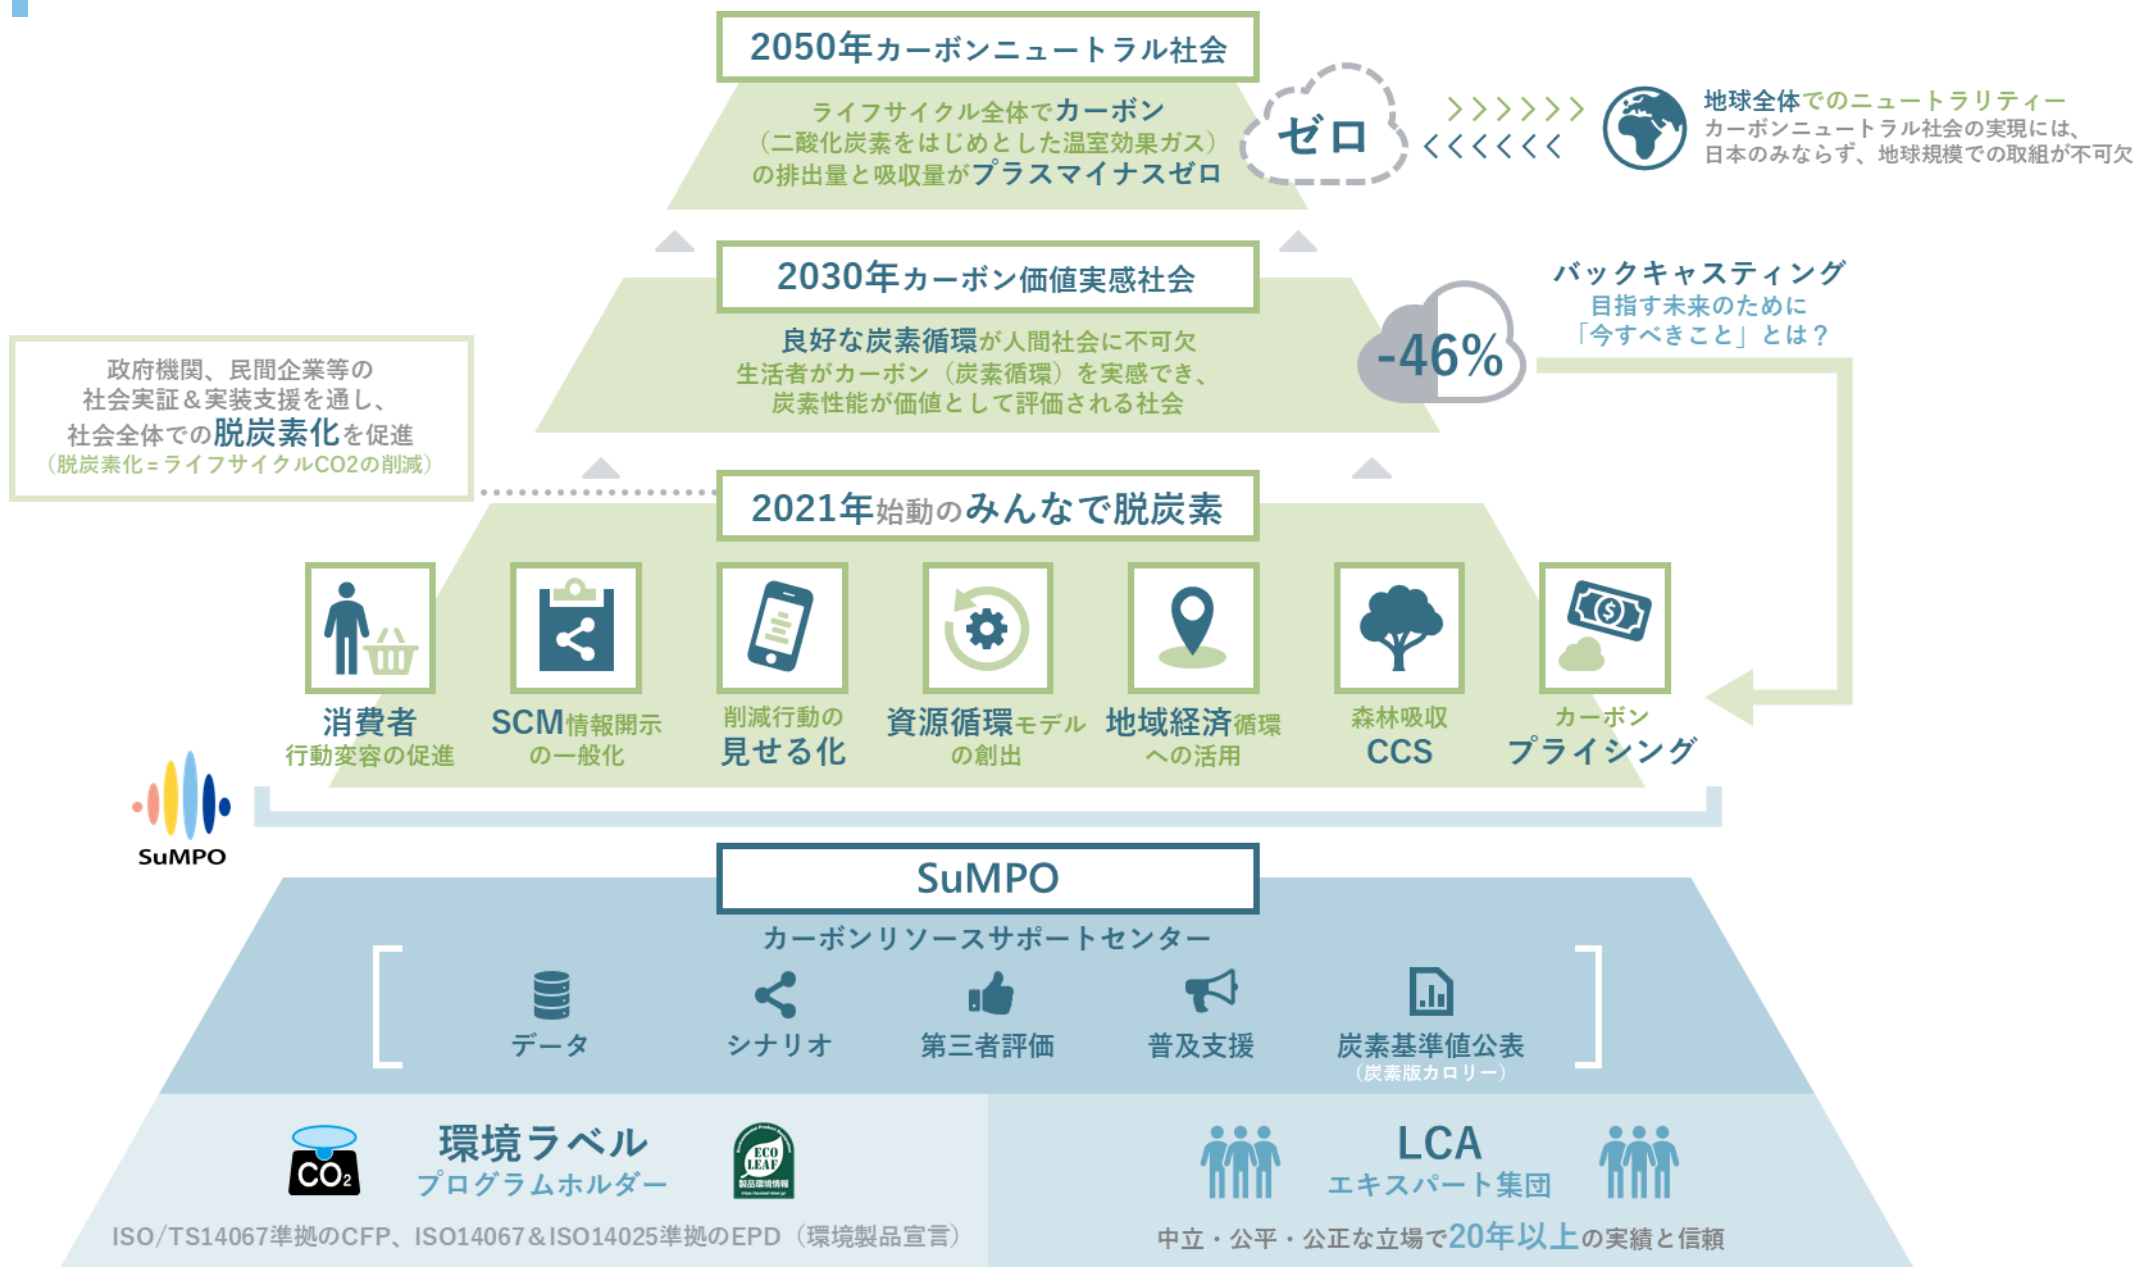 2050年カーボンニュートラル社会
ライフサイクル全体でカーボン
（二酸化炭素をはじめとした温室効果ガス）
の排出量と吸収量がプラスマイナスゼロ
ゼロ
地球全体でのニュートラリティー
カーボンニュートラル社会の実現には、
日本のみならず、地球規模での取組が不可欠
2030年カーボン価値実感社会
良好な炭素循環が人間社会に不可欠
生活者がカーボン（炭素循環）を実感でき、
炭素性能が価値として評価される社会
-46%
バックキャスティング
目指す未来のために
「今すべきこと」とは？
政府機関、民間企業等の
社会実証＆実装支援を通し、
社会全体での脱炭素化を促進
（脱炭素化＝ライフサイクルCO2の削減）
2021年始動のみんなで脱炭素
消費者
行動変容の促進
SCM情報開示
の一般化
削減行動の
見せる化
資源循環モデル
の創出
地域経済循環
への活用
森林吸収
CCS
カーボン
プライシング
SuMPO
SuMPO
カーボンリソースサポートセンター
データ
シナリオ
第三者評価
普及支援
炭素基準値公表
（炭素版カロリー）
CO2
環境ラベル
プログラムホルダー
ECO
LEAF
製品環境情報
ISO/TS14067準拠のCFP、ISO14067＆ISO14025準拠のEPD（環境製品宣言）
LCA
エキスパート集団
中立・公平・公正な立場で20年以上の実績と信頼